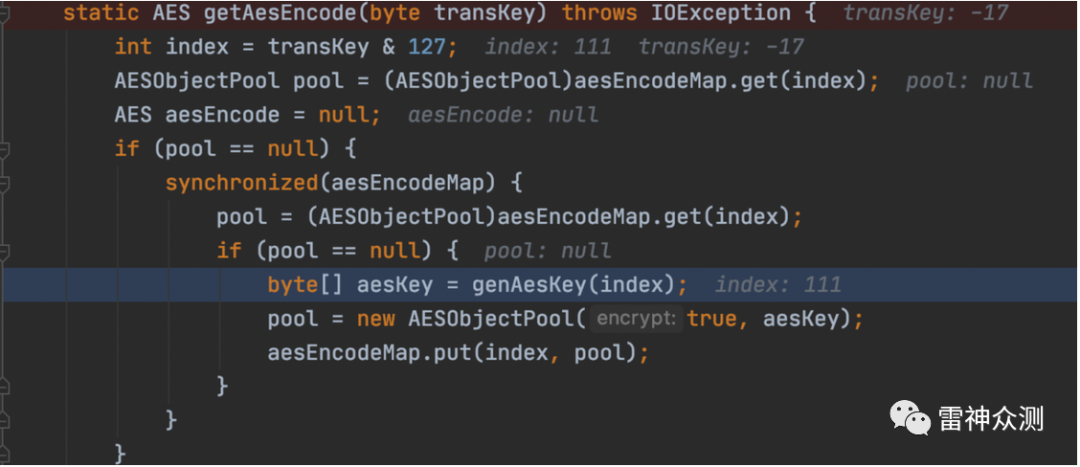 static AES getAesEncode(byte transKey) throws IOException {  transKey: -17
int index = transKey & 127;  index: 111  transKey: -17
AESObjectPool pool = (AESObjectPool)aesEncodeMap.get(index);  pool: null
AES aesEncode = null;  aesEncode: null
if (pool == null) {
synchronized(aesEncodeMap) {
pool = (AESObjectPool)aesEncodeMap.get(index);
if (pool == null) {  pool: null
byte[] aesKey = genAesKey(index);  index: 111
pool = new AESObjectPool( encrypt: true, aesKey);
aesEncodeMap.put(index, pool);
}
}
}
雷神众测